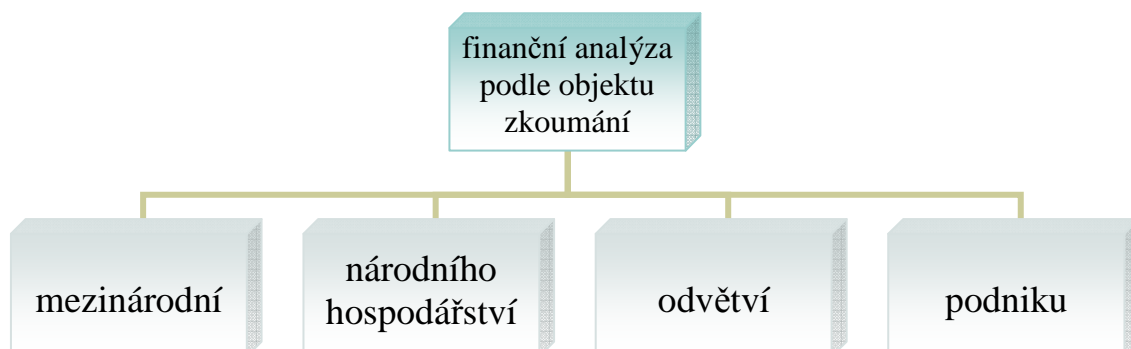 finanční analýza
podle objektu
zkoumání
mezinárodní
národního
hospodářství
odvětví
podniku